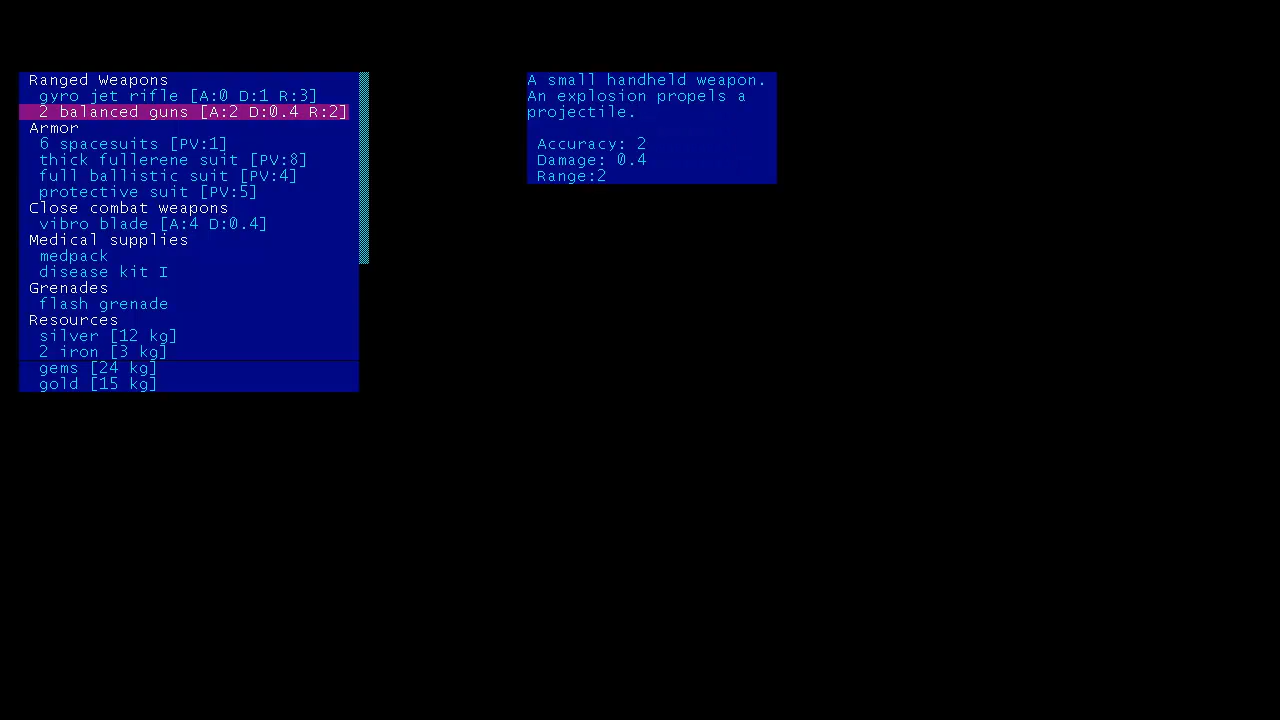 Ranged Weapons
gyro jet rifle [A:0 D:1 R:3]
2 balanced guns [A:2 D:0.4 R:2]
Armor
6 spacesuits [PV:1]
thick fullerene suit [PV:8]
full ballistic suit [PV:4]
protective suit [PV:5]
Close combat weapons
vibro blade [A:4 D:0.4]
Medical supplies
medpack
disease kit I
Grenades
flash grenade
Resources
silver [12 kg]
2 iron [3 kg]
gems [24 kg]
gold [15 kg]
A small handheld weapon.
An explosion propels a
projectile.
Accuracy: 2
Damage: 0.4
Range:2